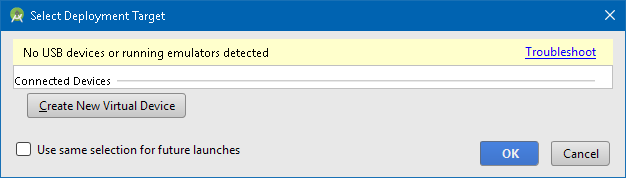 Select Deployment Target
No USB devices or running emulators detected Troubleshoot
Connected Devices
Create New Virtual Device
Use same selection for future launches
OK Cancel